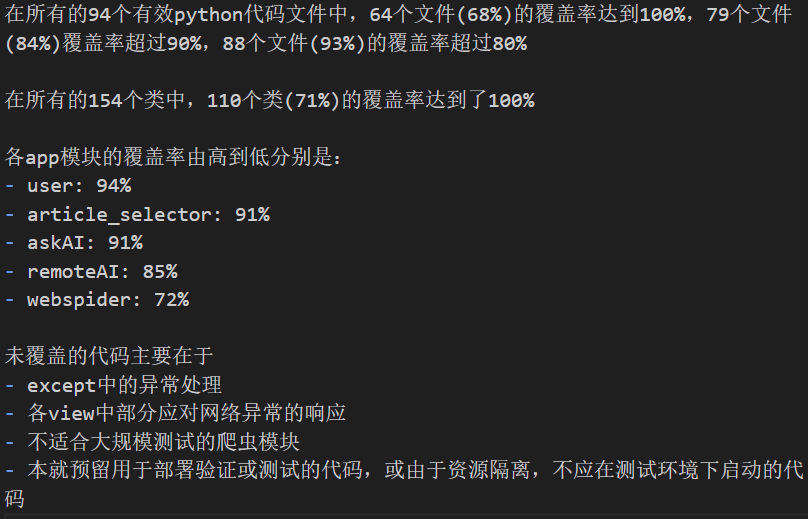 在所有的94个有效python代码文件中，64个文件(68%)的覆盖率达到100%，79个文件
(84%)覆盖率超过90%，88个文件(93%)的覆盖率超过80%
在所有的154个类中，110个类(71%)的覆盖率达到了100%
各app模块的覆盖率由高到低分别是：
- user: 94%
- article_selector: 91%
- askAI: 91%
- remoteAI: 85%
- webspider: 72%
未覆盖的代码主要在于
- except中的异常处理
- 各view中部分应对网络异常的响应
- 不适合大规模测试的爬虫模块
- 本就预留用于部署验证或测试的代码，或由于资源隔离，不应在测试环境下启动的代
码